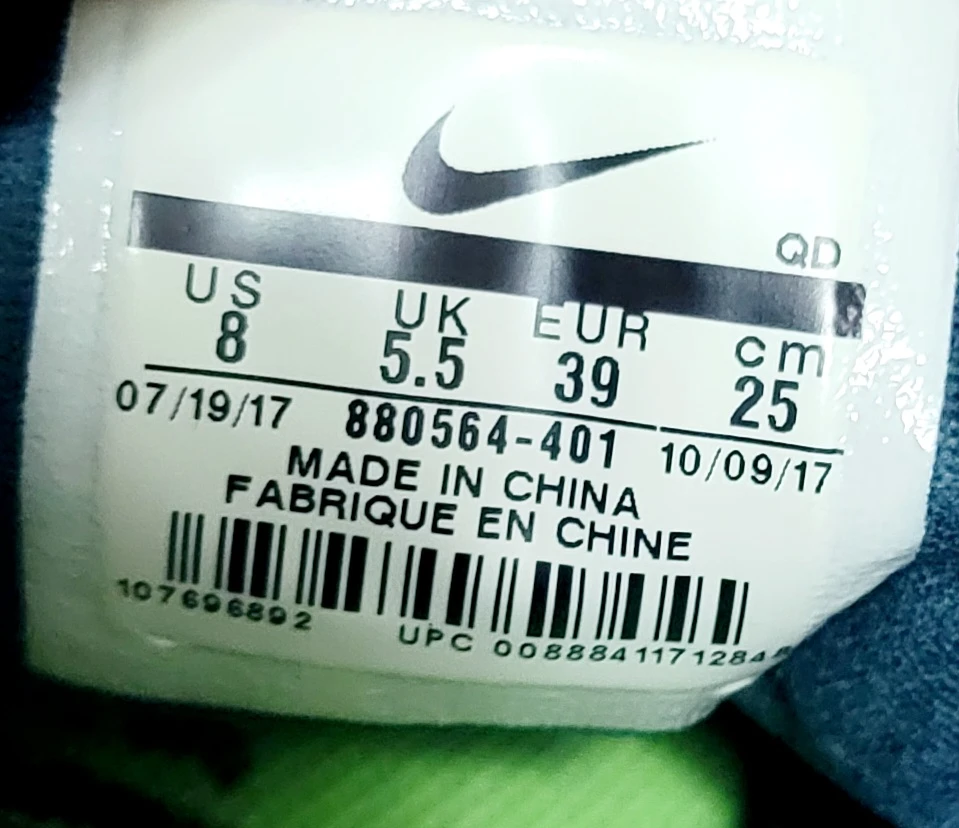 QD
US UK EUR cm
8 5.5 39 25
07/19/17 880564-401 10/09/17
MADE IN CHINA
FABRIQUE EN CHINE
107696892
UPC